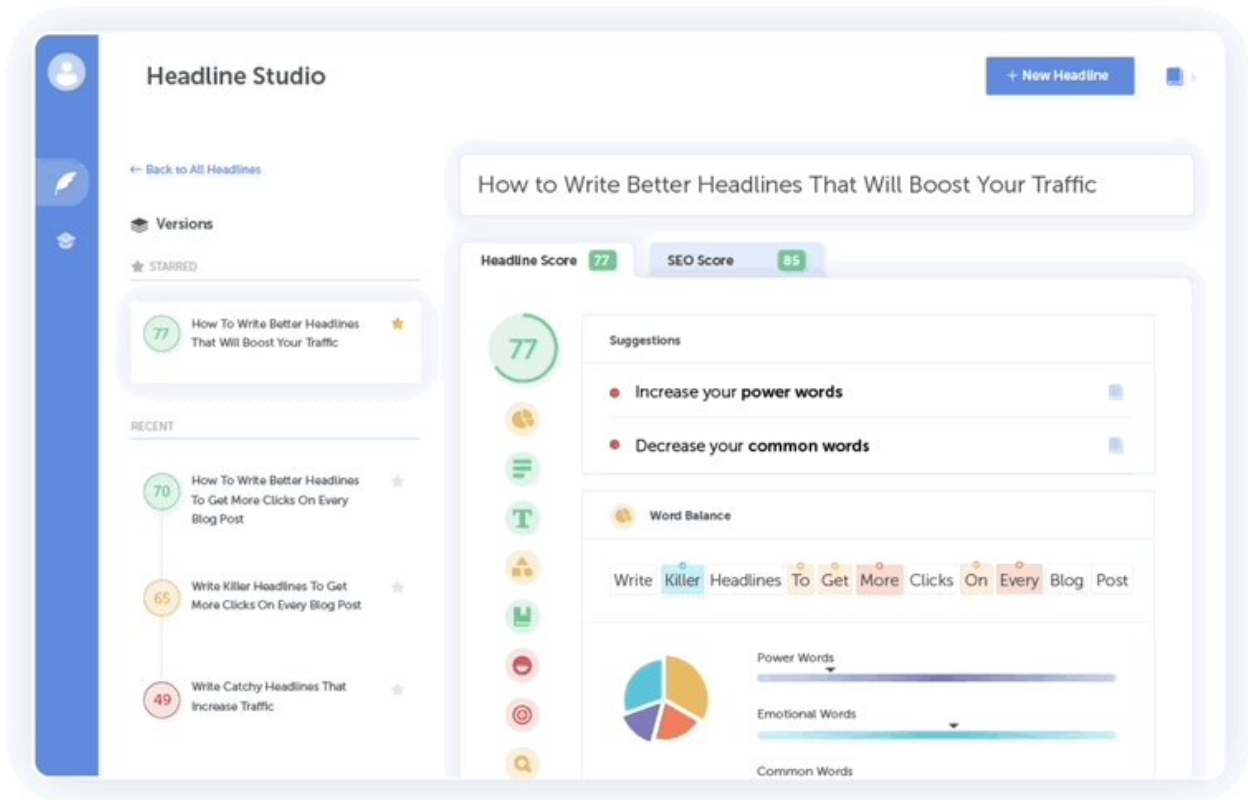 Headline Studio
+ New Headline
← Back to All Headlines
Versions
STARRED
77
How To Write Better Headlines
That Will Boost Your Traffic
RECENT
70
How To Write Better Headlines
To Get More Clicks On Every
Blog Post
65
Write Killer Headlines To Get
More Clicks On Every Blog Post
49
Write Catchy Headlines That
Increase Traffic
How to Write Better Headlines That Will Boost Your Traffic
Headline Score 77
SEO Score 85
77
Suggestions
Increase your power words
Decrease your common words
Word Balance
Write Killer Headlines To Get More Clicks On Every Blog Post
Power Words
Emotional Words
Common Words